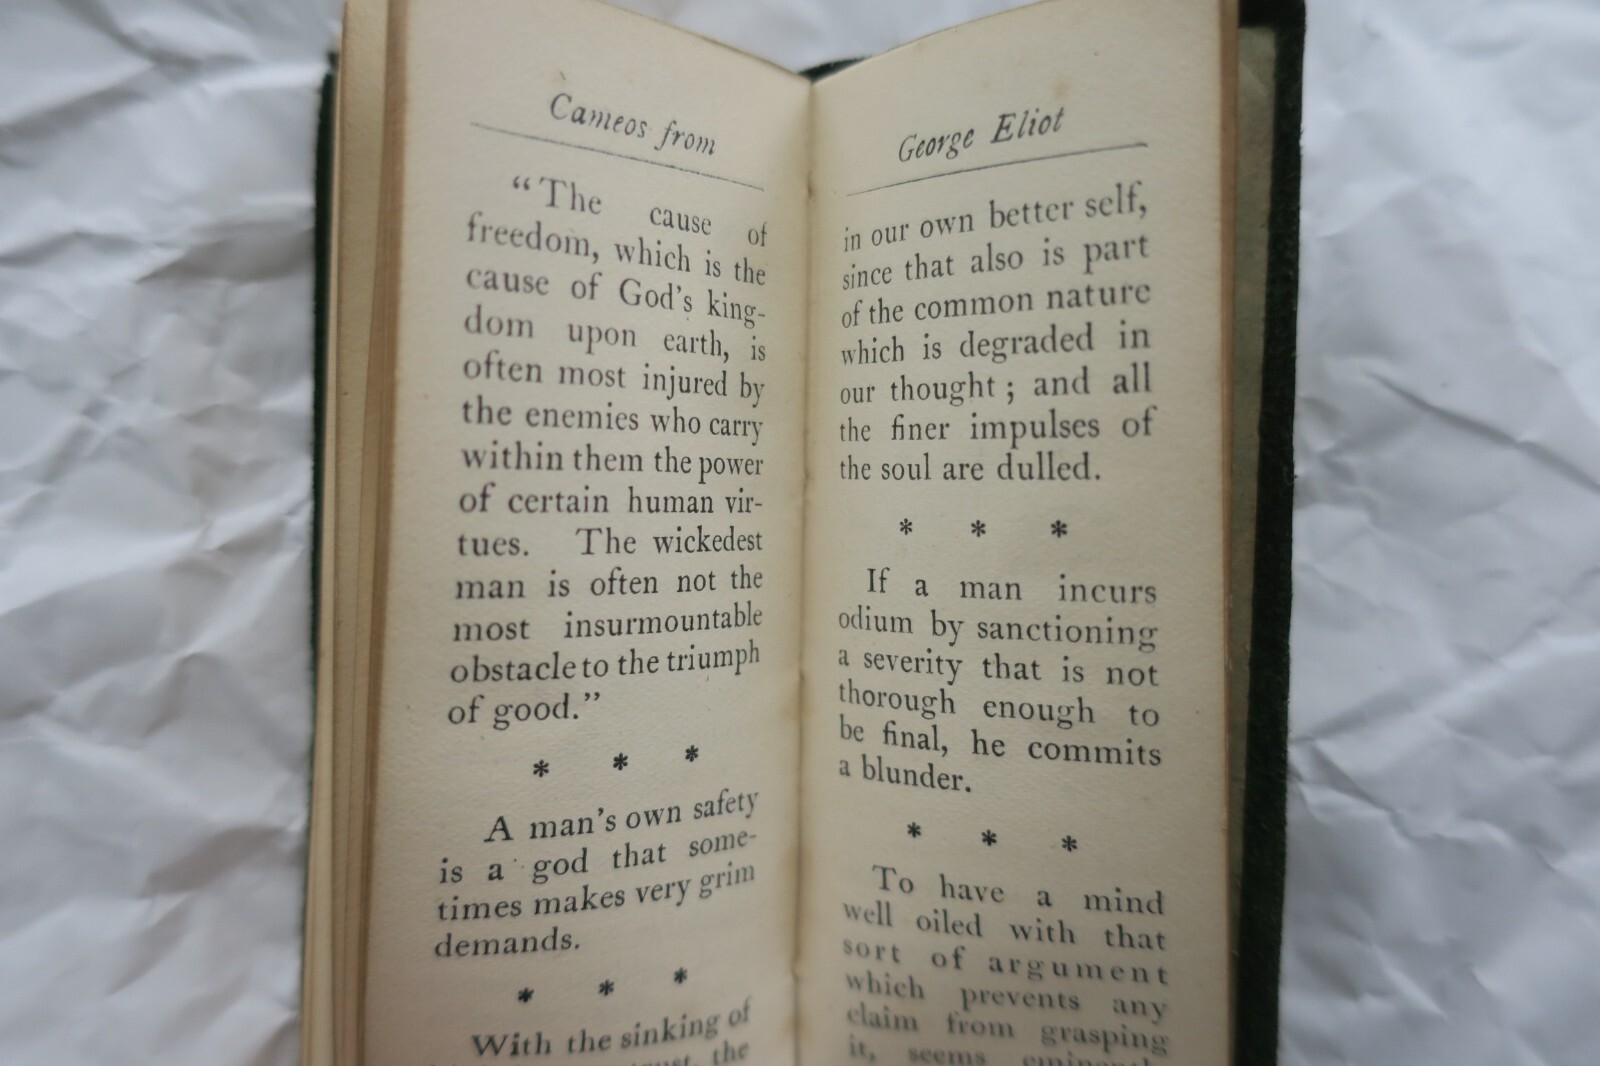 Cameos from
"The cause of
freedom, which is the
cause of God's king-
dom upon earth, is
often most injured by
the enemies who carry
within them the power
of certain human vir-
tues. The wickedest
man is often not the
most insurmountable
obstacle to the triumph
of good."
* * *
A man's own safety
is a god that some-
times makes very grim
demands.
* * *
With the sinking of
the
George Eliot
in our own better self,
since that also is part
of the common nature
which is degraded in
our thought; and all
the finer impulses of
the soul are dulled.
* * *
If a man incurs
odium by sanctioning
a severity that is not
thorough enough to
be final, he commits
a blunder.
* * *
To have a mind
well oiled with that
sort of argument
which prevents any
claim from grasping
it, seems